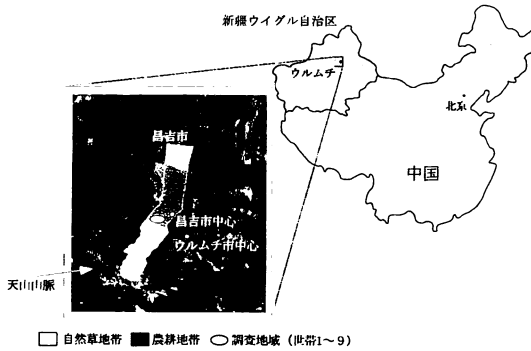 新疆ウイグル自治区
ウルムチ
北京
中国
昌吉市
昌吉市中心
ウルムチ市中心
天山山脈
自然草地帯 農耕地帯 調査地域 (世帯1～9)